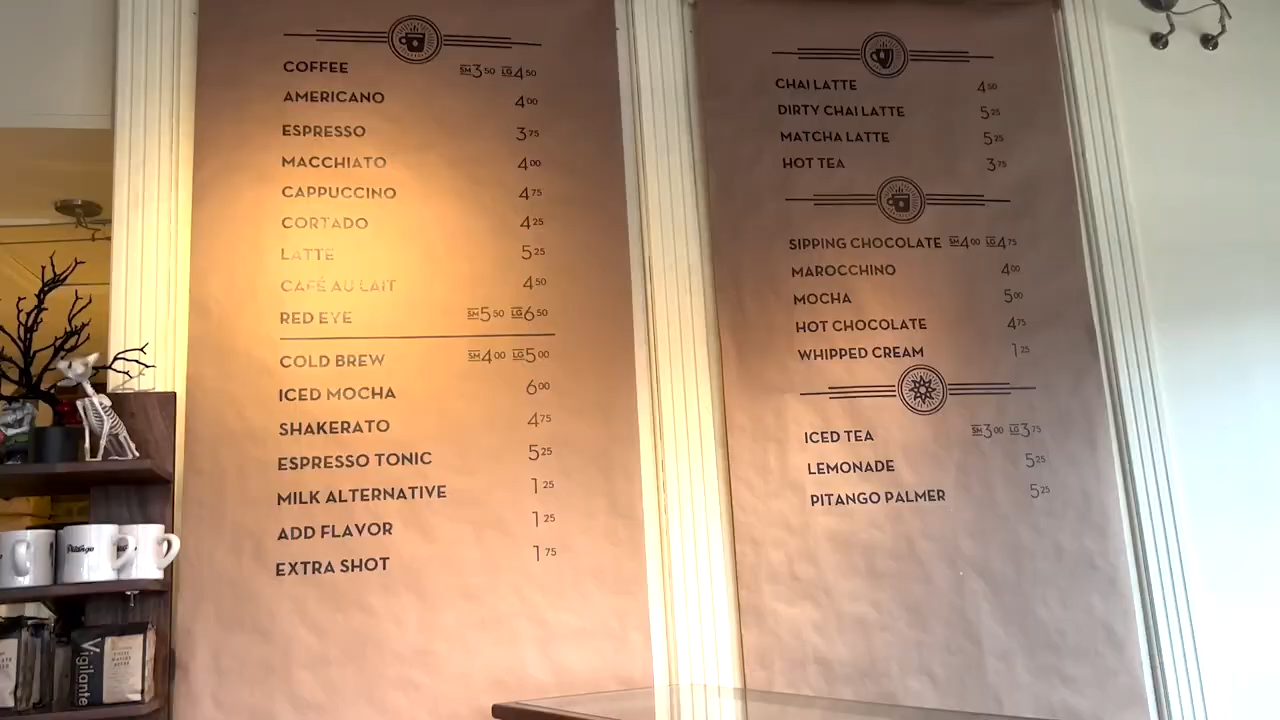 COFFEE SM 3 50 LG 4 50
AMERICANO 4 00
ESPRESSO 3 75
MACCHIATO 4 00
CAPPUCCINO 4 75
CORTADO 4 25
LATTE 5 25
CAFÉ AU LAIT 4 50
RED EYE SM 5 50 LG 6 50
COLD BREW SM 4 00 LG 5 00
ICED MOCHA 6 00
SHAKERATO 4 75
ESPRESSO TONIC 5 25
MILK ALTERNATIVE 1 25
ADD FLAVOR 1 25
EXTRA SHOT 1 75
CHAI LATTE 4 50
DIRTY CHAI LATTE 5 25
MATCHA LATTE 5 25
HOT TEA 3 75
SIPPING CHOCOLATE SM 4 00 LG 4 75
MAROCCHINO 4 00
MOCHA 5 00
HOT CHOCOLATE 4 75
WHIPPED CREAM 1 25
ICED TEA SM 3 00 LG 3 75
LEMONADE 5 25
PITANGO PALMER 5 25
Pitango
Vigilante